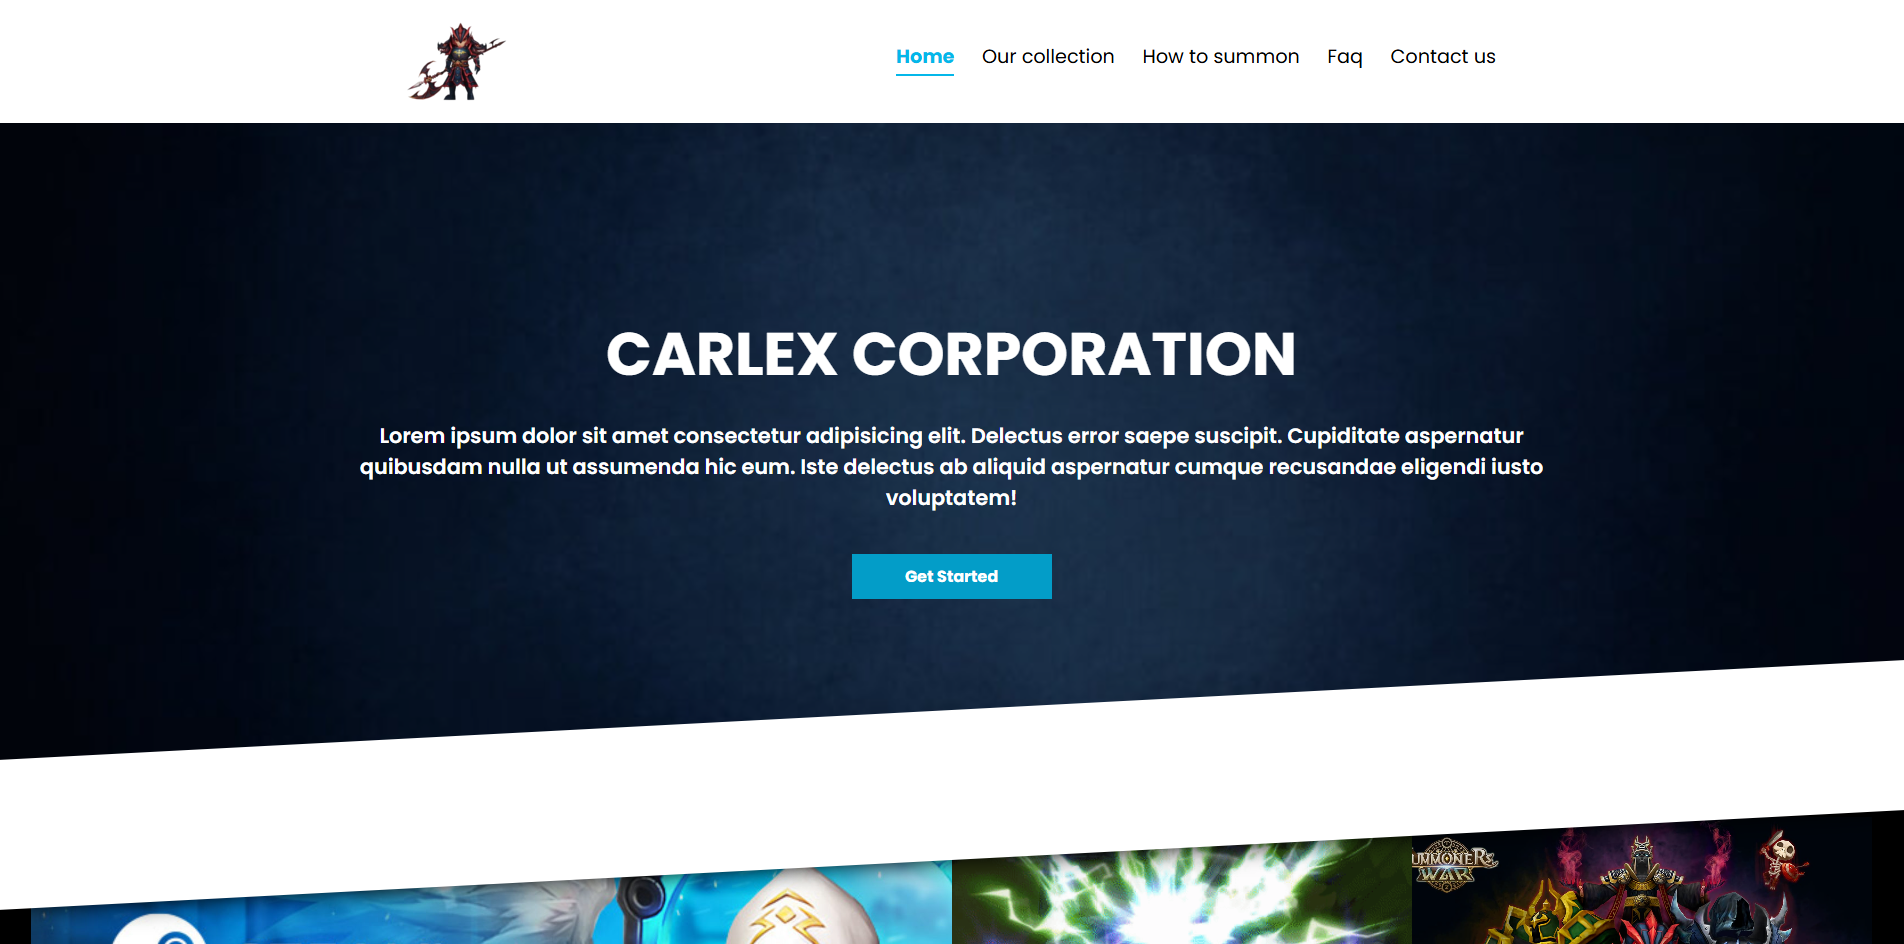 Home Our collection How to summon Faq Contact us
CARLEX CORPORATION
Lorem ipsum dolor sit amet consectetur adipisicing elit. Delectus error saepe suscipit. Cupiditate aspernatur
quibusdam nulla ut assumenda hic eum. Iste delectus ab aliquid aspernatur cumque recusandae eligendi iusto
voluptatem!
Get Started
UMMONERS
WAR